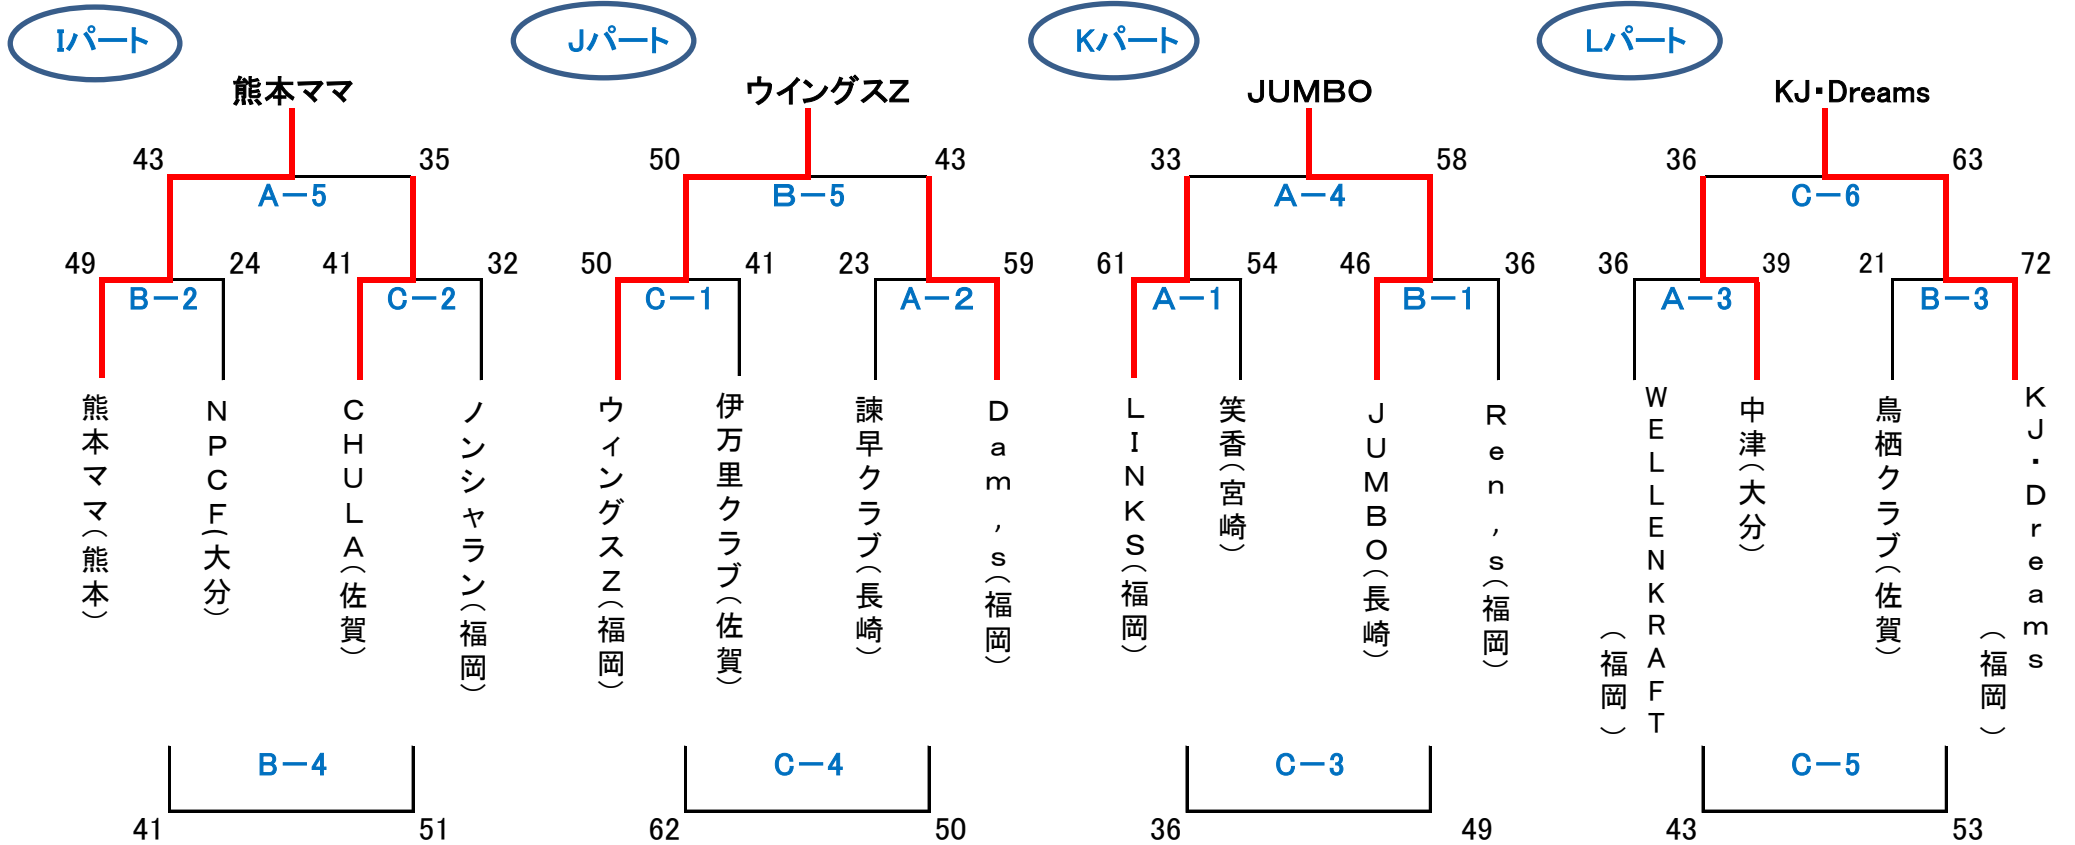 Iパート
Jパート
Kパート
Lパート
熊本ママ
ウイングスZ
JUMBO
KJ・Dreams
43
35
50
43
33
58
36
63
A－5
B－5
A－4
C－6
49
24
41
32
50
41
23
59
61
54
46
36
36
39
21
72
B－2
C－2
C－1
A－2
A－1
B－1
A－3
B－3
熊本ママ(熊本)
NPCF(大分)
CHULA(佐賀)
ノンシャラン(福岡)
ウィングスZ(福岡)
伊万里クラブ(佐賀)
諫早クラブ(長崎)
Dam,s(福岡)
LINKS(福岡)
笑香(宮崎)
JUMBO(長崎)
Ren,s(福岡)
WELLENKRAFT
(福岡)
中津(大分)
鳥栖クラブ(佐賀)
KJ・Dreams
(福岡)
B－4
C－4
C－3
C－5
41
51
62
50
36
49
43
53